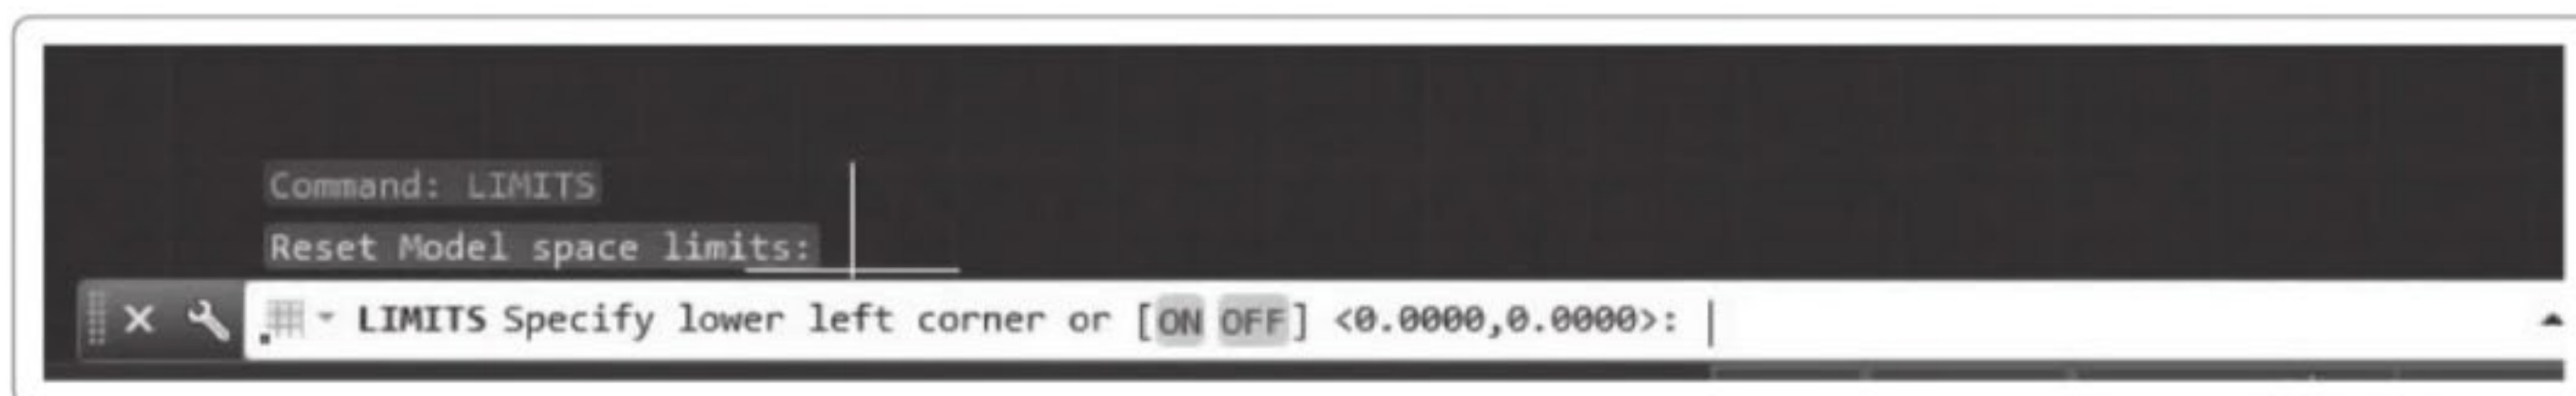 Command: LIMITS
Reset Model space limits:
LIMITS Specify lower left corner or [ON OFF] <0.0000,0.0000>: